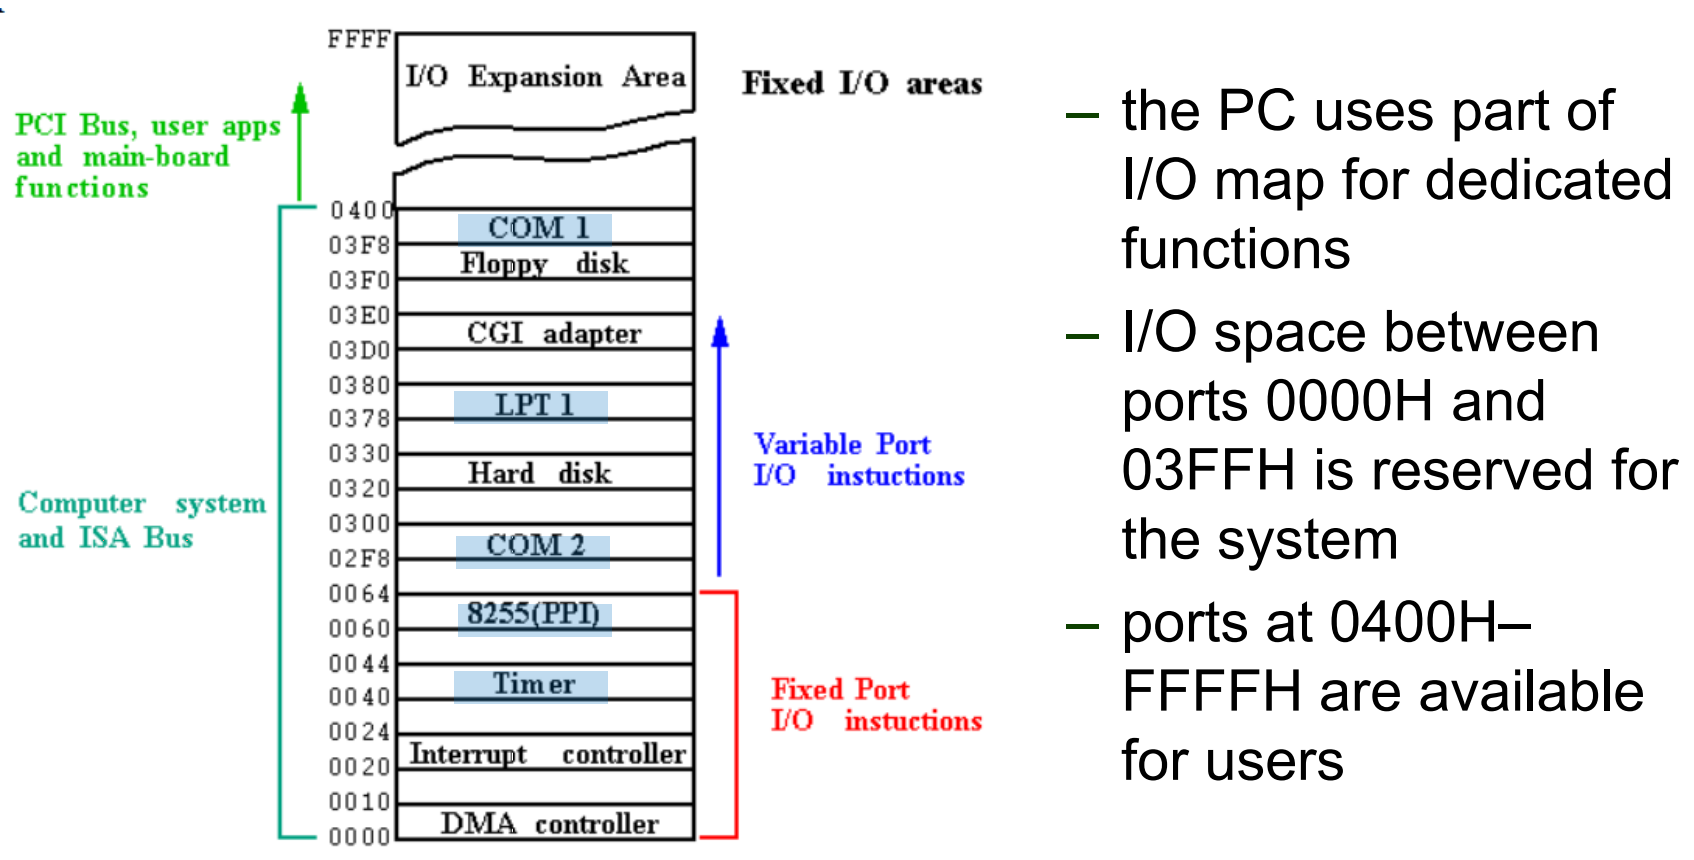 FFFF
I/O Expansion Area
Fixed I/O areas
PCI Bus, user apps
and main-board
functions
0400
COM 1
03F8
Floppy disk
03F0
03E0
CGI adapter
03D0
0380
LPT 1
0378
0330
Hard disk
0320
0300
COM 2
02F8
0064
8255(PPI)
0060
0044
Timer
0040
0024
Interrupt controller
0020
0010
DMA controller
0000
Computer system
and ISA Bus
Variable Port
I/O instuctions
Fixed Port
I/O instuctions
– the PC uses part of
I/O map for dedicated
functions
– I/O space between
ports 0000H and
03FFH is reserved for
the system
– ports at 0400H–
FFFFH are available
for users